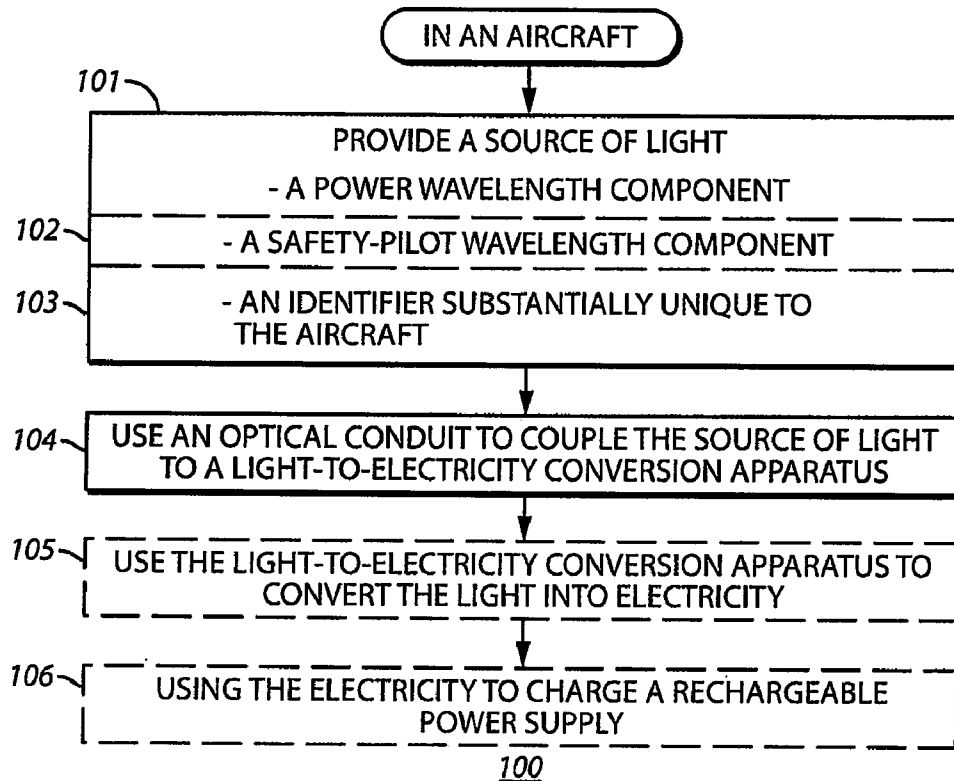 IN AN AIRCRAFT
101
PROVIDE A SOURCE OF LIGHT
- A POWER WAVELENGTH COMPONENT
102
- A SAFETY-PILOT WAVELENGTH COMPONENT
103
- AN IDENTIFIER SUBSTANTIALLY UNIQUE TO
THE AIRCRAFT
104
USE AN OPTICAL CONDUIT TO COUPLE THE SOURCE OF LIGHT
TO A LIGHT-TO-ELECTRICITY CONVERSION APPARATUS
105
USE THE LIGHT-TO-ELECTRICITY CONVERSION APPARATUS TO
CONVERT THE LIGHT INTO ELECTRICITY
106
USING THE ELECTRICITY TO CHARGE A RECHARGEABLE
POWER SUPPLY
100